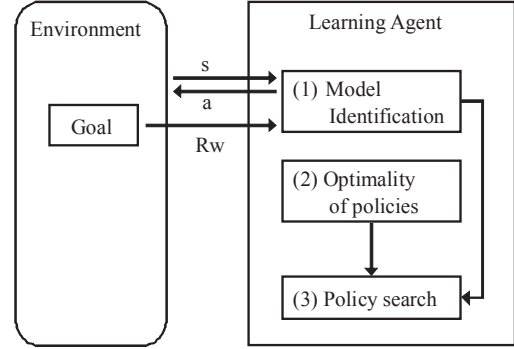 Environment
Learning Agent
s
a
Goal
Rw
(1) Model
Identification
(2) Optimality
of policies
(3) Policy search